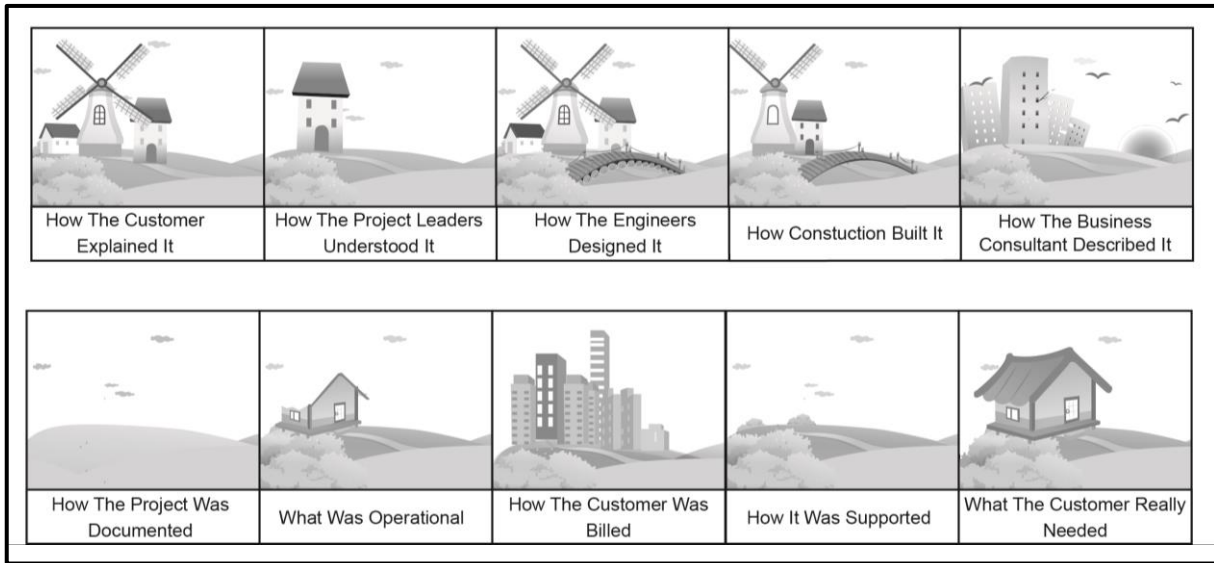 How The Customer
Explained It
How The Project Leaders
Understood It
How The Engineers
Designed It
How Constuction Built It
How The Business
Consultant Described It
How The Project Was
Documented
What Was Operational
How The Customer Was
Billed
How It Was Supported
What The Customer Really
Needed